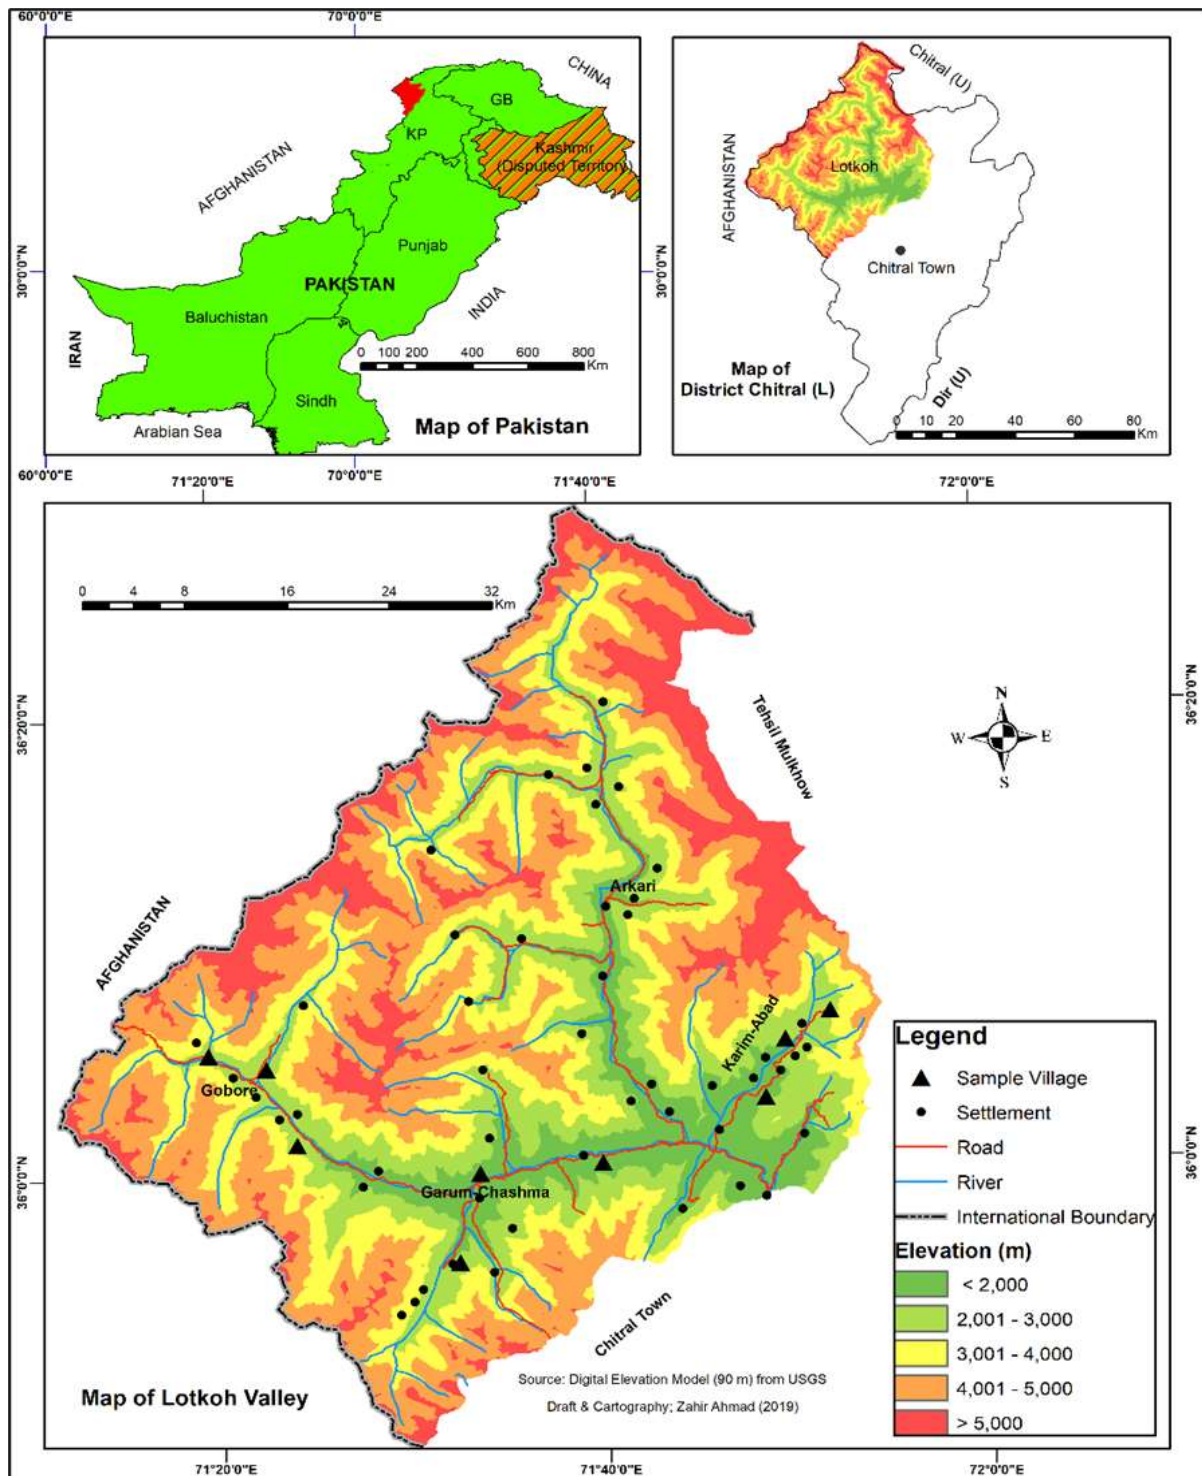 60°0'0"E
70°0'0"E
CHINA
GB
KP
Kashmir
(Disputed Territory)
AFGHANISTAN
Punjab
PAKISTAN
INDIA
Baluchistan
IRAN
Sindh
Arabian Sea
0 100 200 400 600 800
Km
Map of Pakistan
30°0'0"N
30°0'0"N
60°0'0"E
70°0'0"E
Chitral (U)
AFGHANISTAN
Lotkoh
Chitral Town
Map of
District Chitral (L)
Dir (U)
0 10 20 40 60 80
Km
71°20'0"E
71°40'0"E
72°0'0"E
0 4 8 16 24 32
Km
36°20'0"N
36°20'0"N
Tehsil Mulkhow
N
W
E
S
Arkari
AFGHANISTAN
Karim-Abad
Gobore
Garum-Chashma
36°0'0"N
36°0'0"N
Chitral Town
Legend
Sample Village
Settlement
Road
River
International Boundary
Elevation (m)
< 2,000
2,001 - 3,000
3,001 - 4,000
4,001 - 5,000
> 5,000
Map of Lotkoh Valley
Source: Digital Elevation Model (90 m) from USGS
Draft & Cartography; Zahir Ahmad (2019)
71°20'0"E
71°40'0"E
72°0'0"E